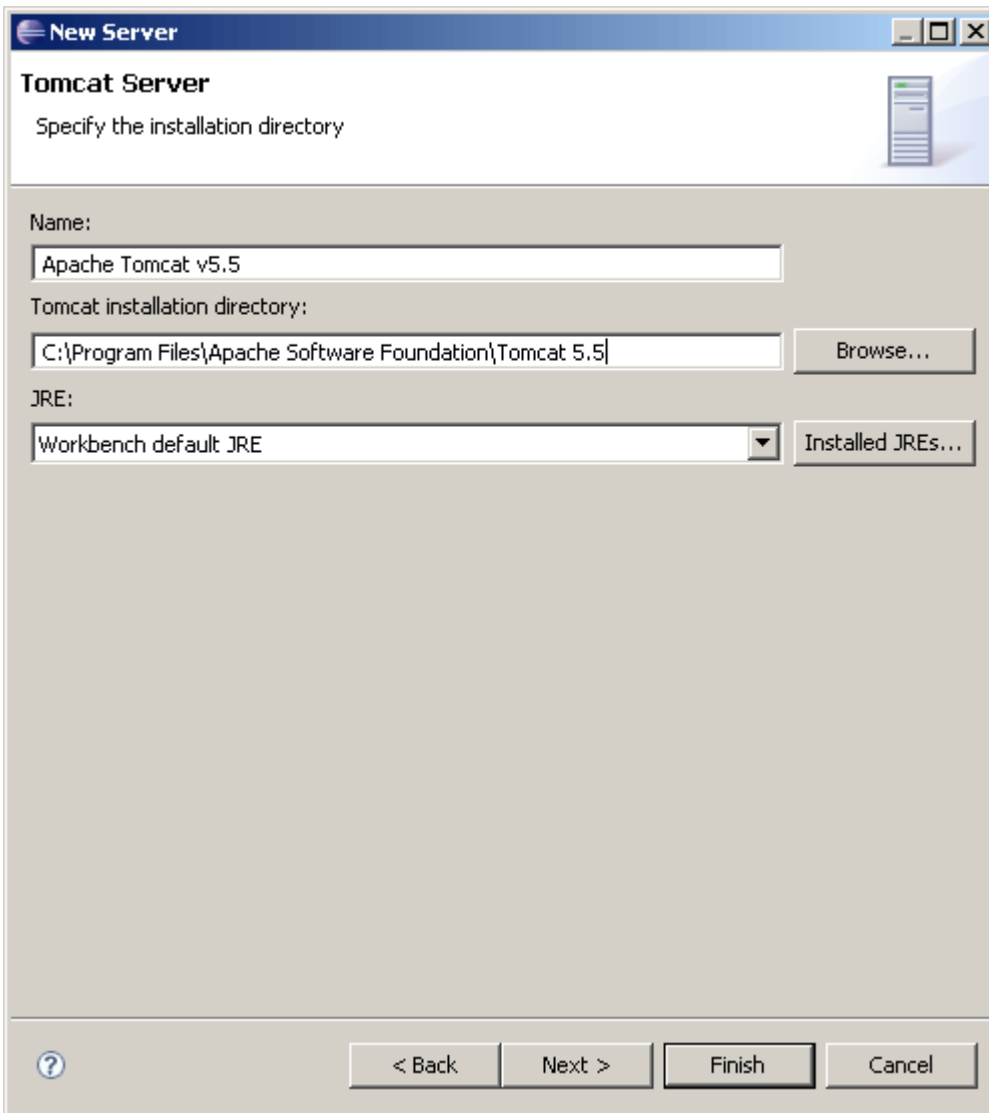 New Server
Tomcat Server
Specify the installation directory
Name:
Apache Tomcat v5.5
Tomcat installation directory:
C:\Program Files\Apache Software Foundation\Tomcat 5.5
Browse...
JRE:
Workbench default JRE
Installed JREs...
?
< Back
Next >
Finish
Cancel